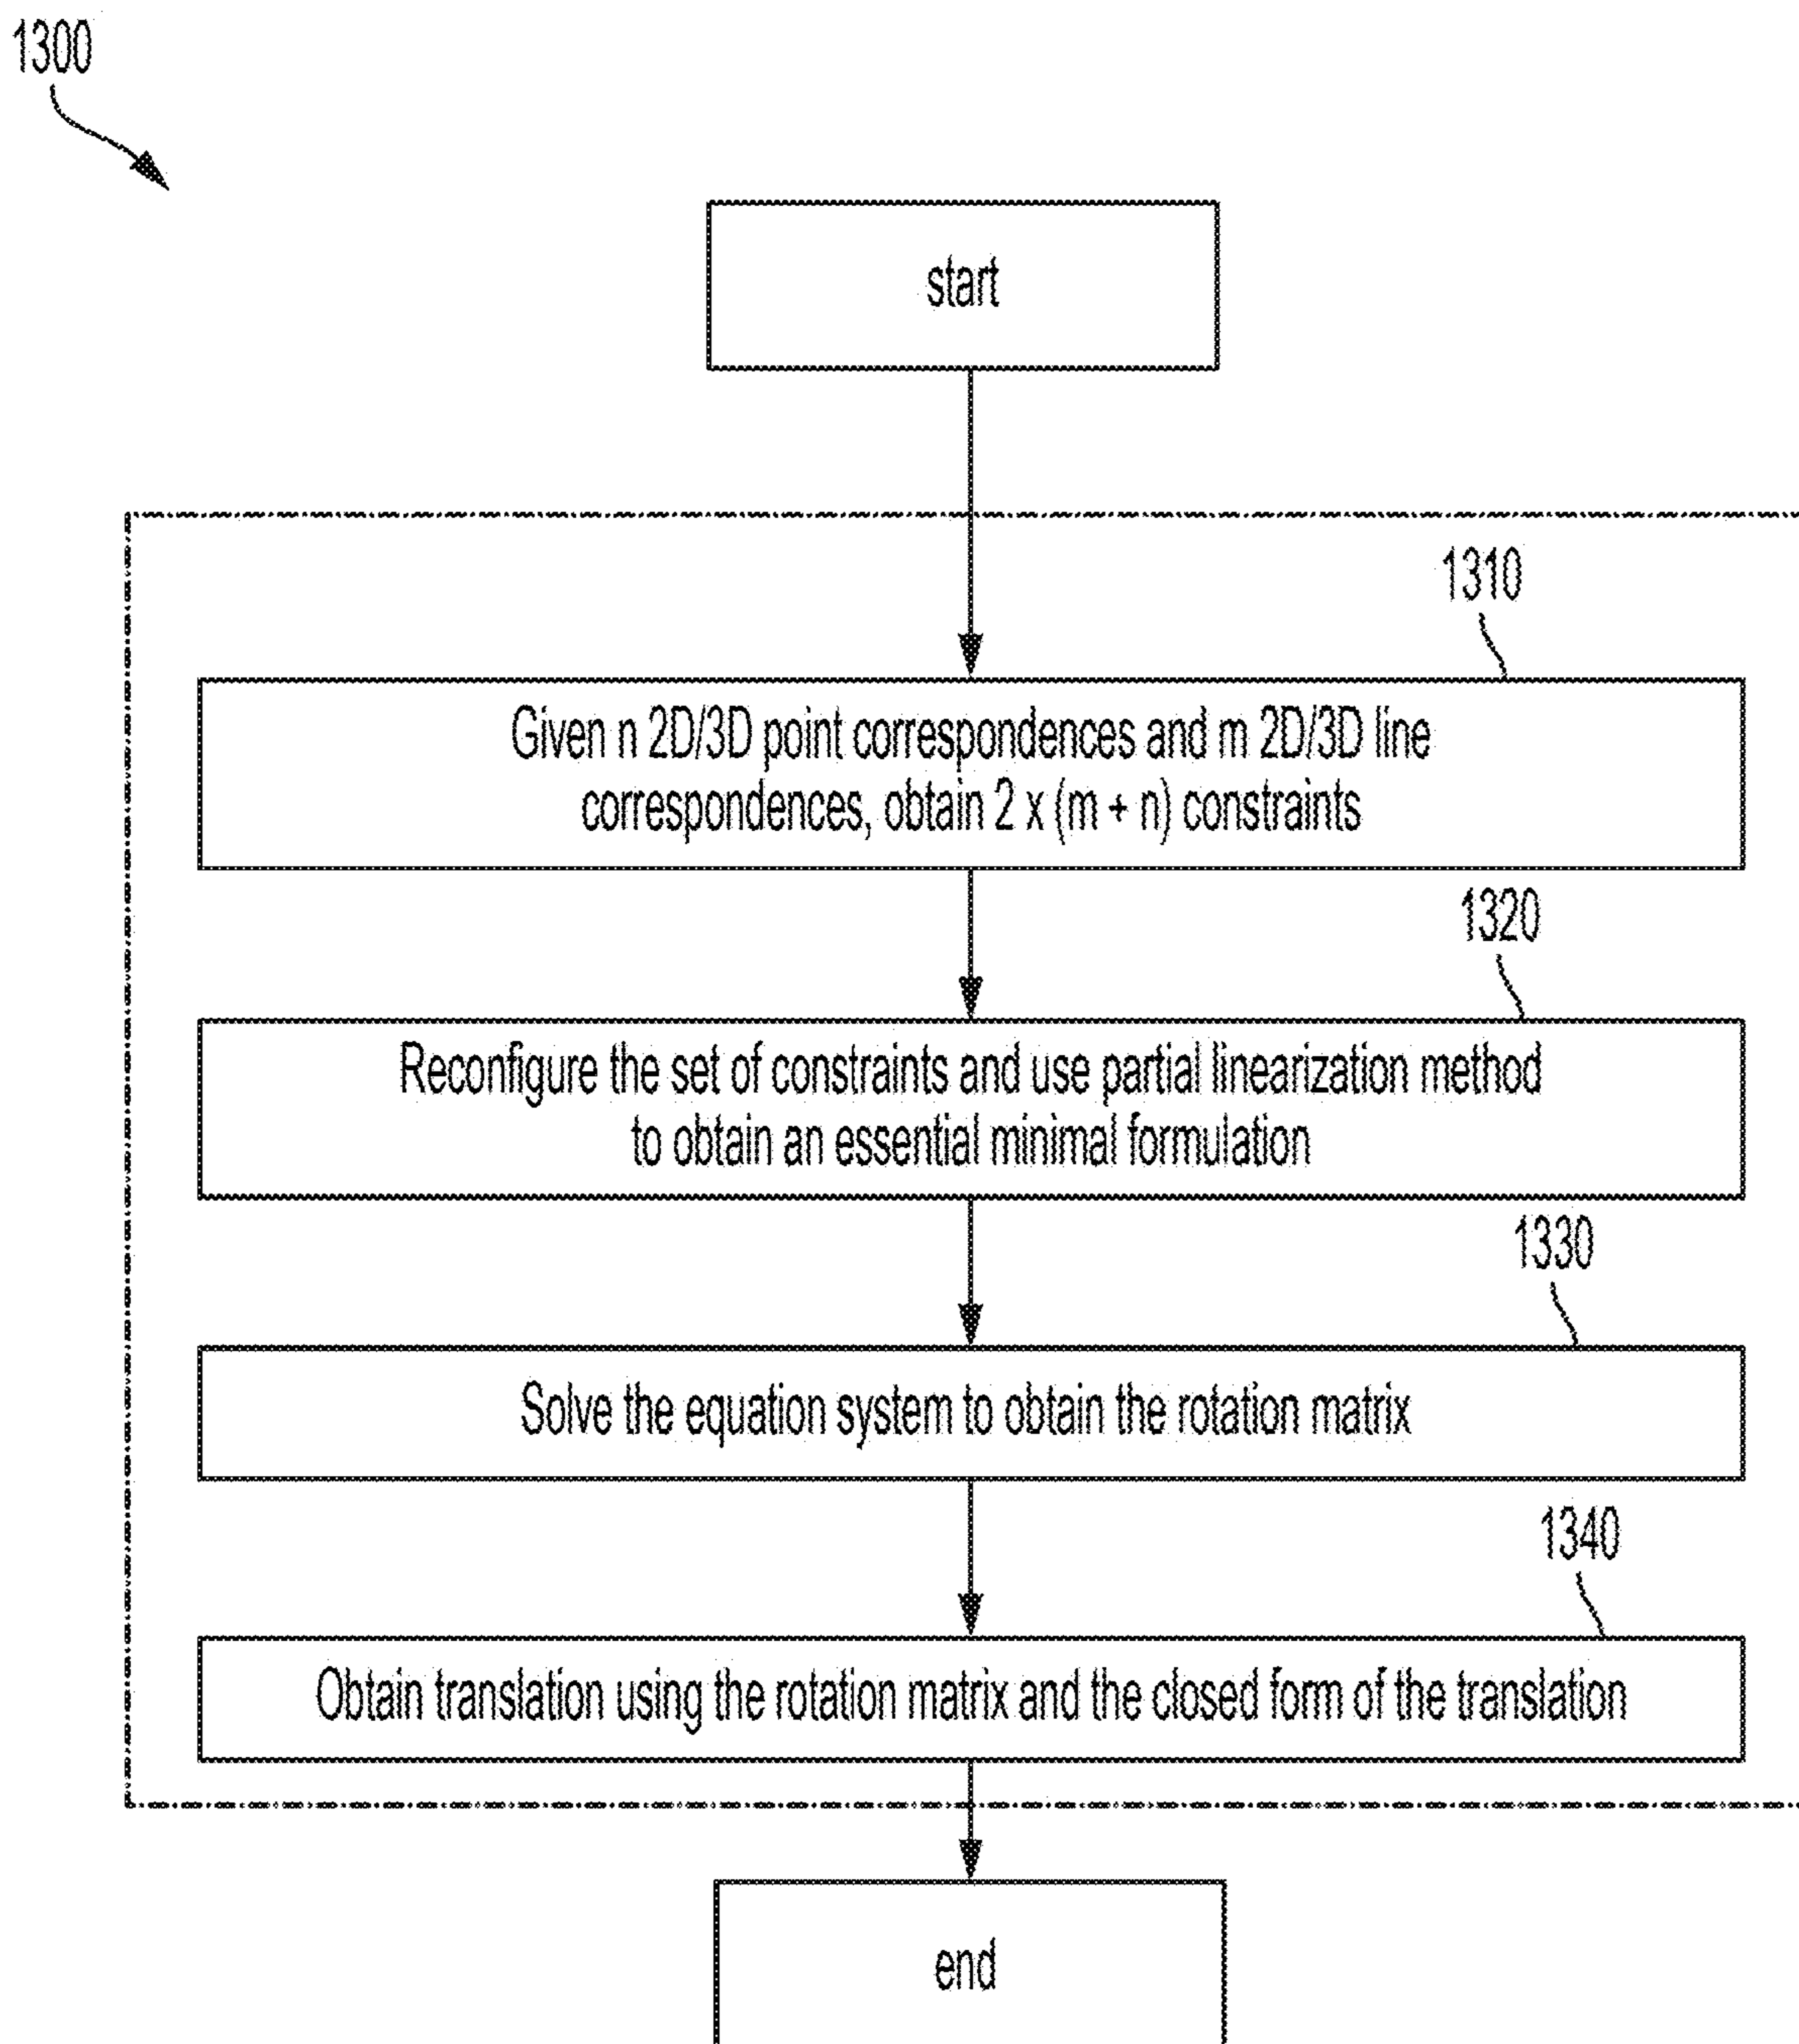 1300
start
1310
Given n 2D/3D point correspondences and m 2D/3D line
correspondences, obtain 2 x (m + n) constraints
1320
Reconfigure the set of constraints and use partial linearization method
to obtain an essential minimal formulation
1330
Solve the equation system to obtain the rotation matrix
1340
Obtain translation using the rotation matrix and the closed form of the translation
end